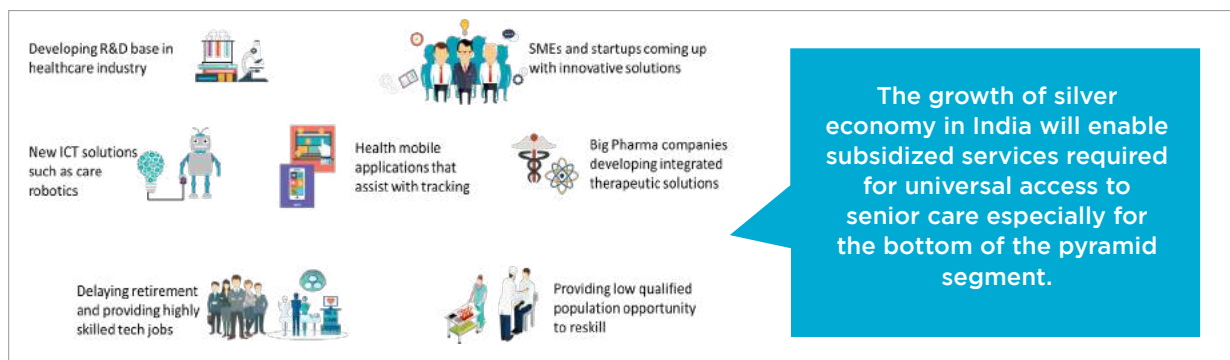 Developing R&D base in
healthcare industry
SMEs and startups coming up
with innovative solutions
New ICT solutions
such as care
robotics
Health mobile
applications that
assist with tracking
Big Pharma companies
developing integrated
therapeutic solutions
Delaying retirement
and providing highly
skilled tech jobs
Providing low qualified
population opportunity
to reskill
The growth of silver
economy in India will enable
subsidized services required
for universal access to
senior care especially for
the bottom of the pyramid
segment.